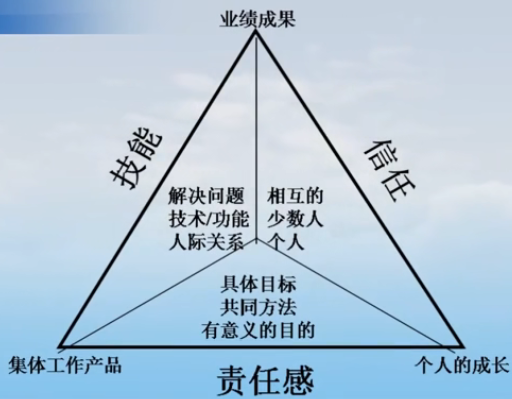 业绩成果
技能
信任
解决问题
技术/功能
人际关系
相互的
少数人
个人
具体目标
共同方法
有意义的目的
集体工作产品
个人的成长
责任感